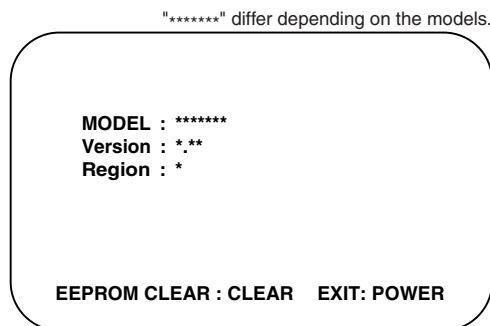 "*******" differ depending on the models.
MODEL : *******
Version : *.**
Region : *
EEPROM CLEAR : CLEAR EXIT: POWER